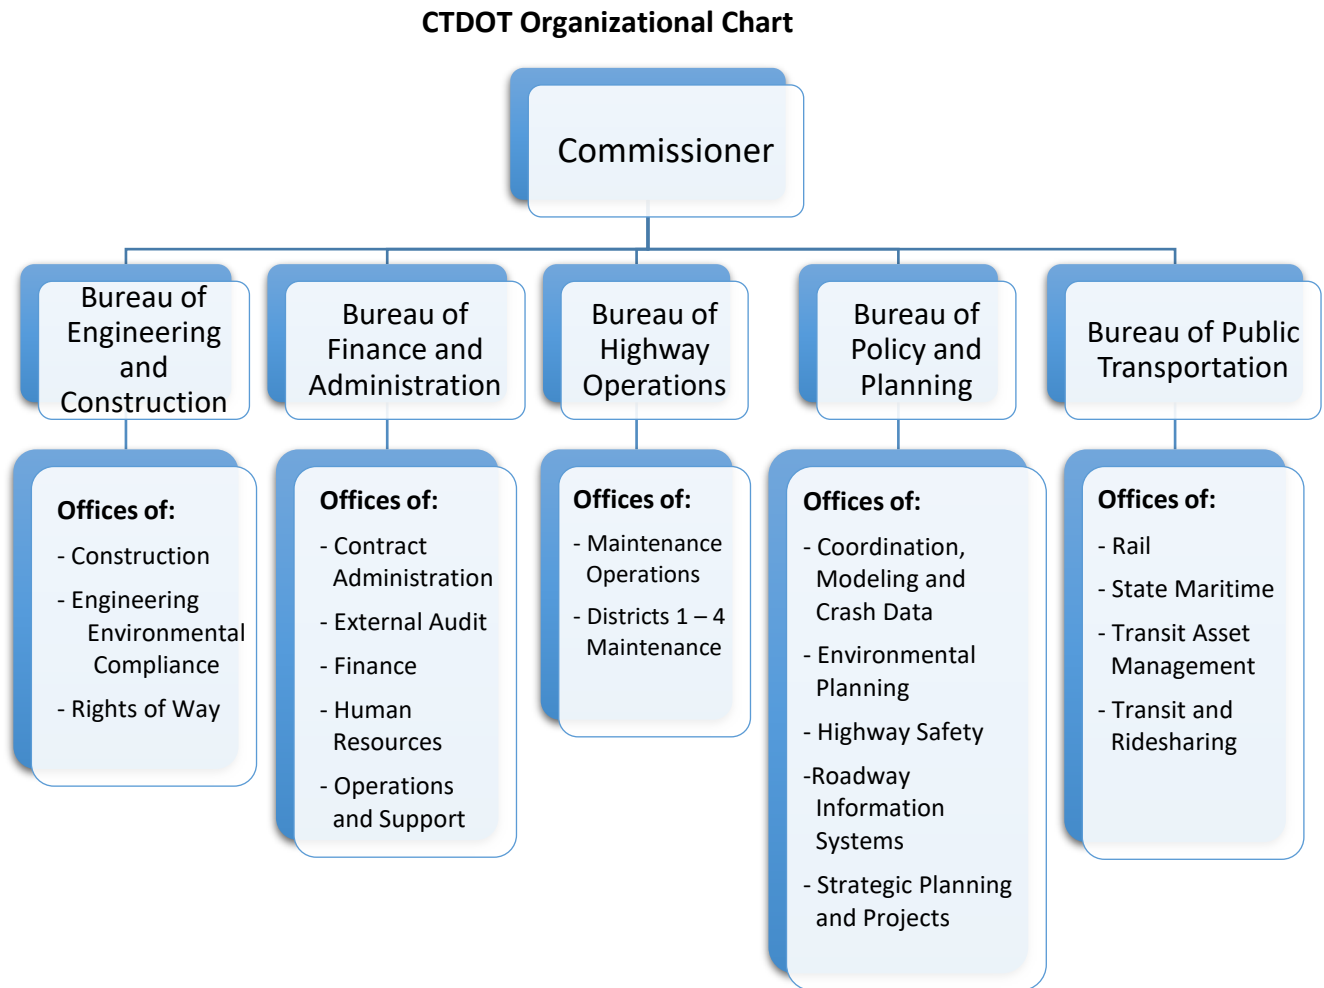 CTDOT Organizational Chart
Commissioner
Bureau of
Engineering
and
Construction
Bureau of
Finance and
Administration
Bureau of
Highway
Operations
Bureau of
Policy and
Planning
Bureau of Public
Transportation
Offices of:
- Construction
- Engineering
Environmental
Compliance
- Rights of Way
Offices of:
- Contract
Administration
- External Audit
- Finance
- Human
Resources
- Operations
and Support
Offices of:
- Maintenance
Operations
- Districts 1 – 4
Maintenance
Offices of:
- Coordination,
Modeling and
Crash Data
- Environmental
Planning
- Highway Safety
-Roadway
Information
Systems
- Strategic Planning
and Projects
Offices of:
- Rail
- State Maritime
- Transit Asset
Management
- Transit and
Ridesharing